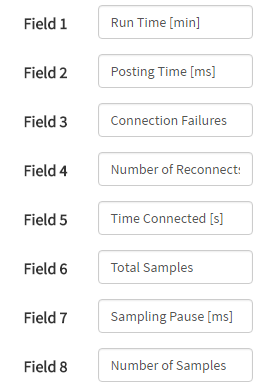 Field 1 Run Time [min]
Field 2 Posting Time [ms]
Field 3 Connection Failures
Field 4 Number of Reconnects
Field 5 Time Connected [s]
Field 6 Total Samples
Field 7 Sampling Pause [ms]
Field 8 Number of Samples